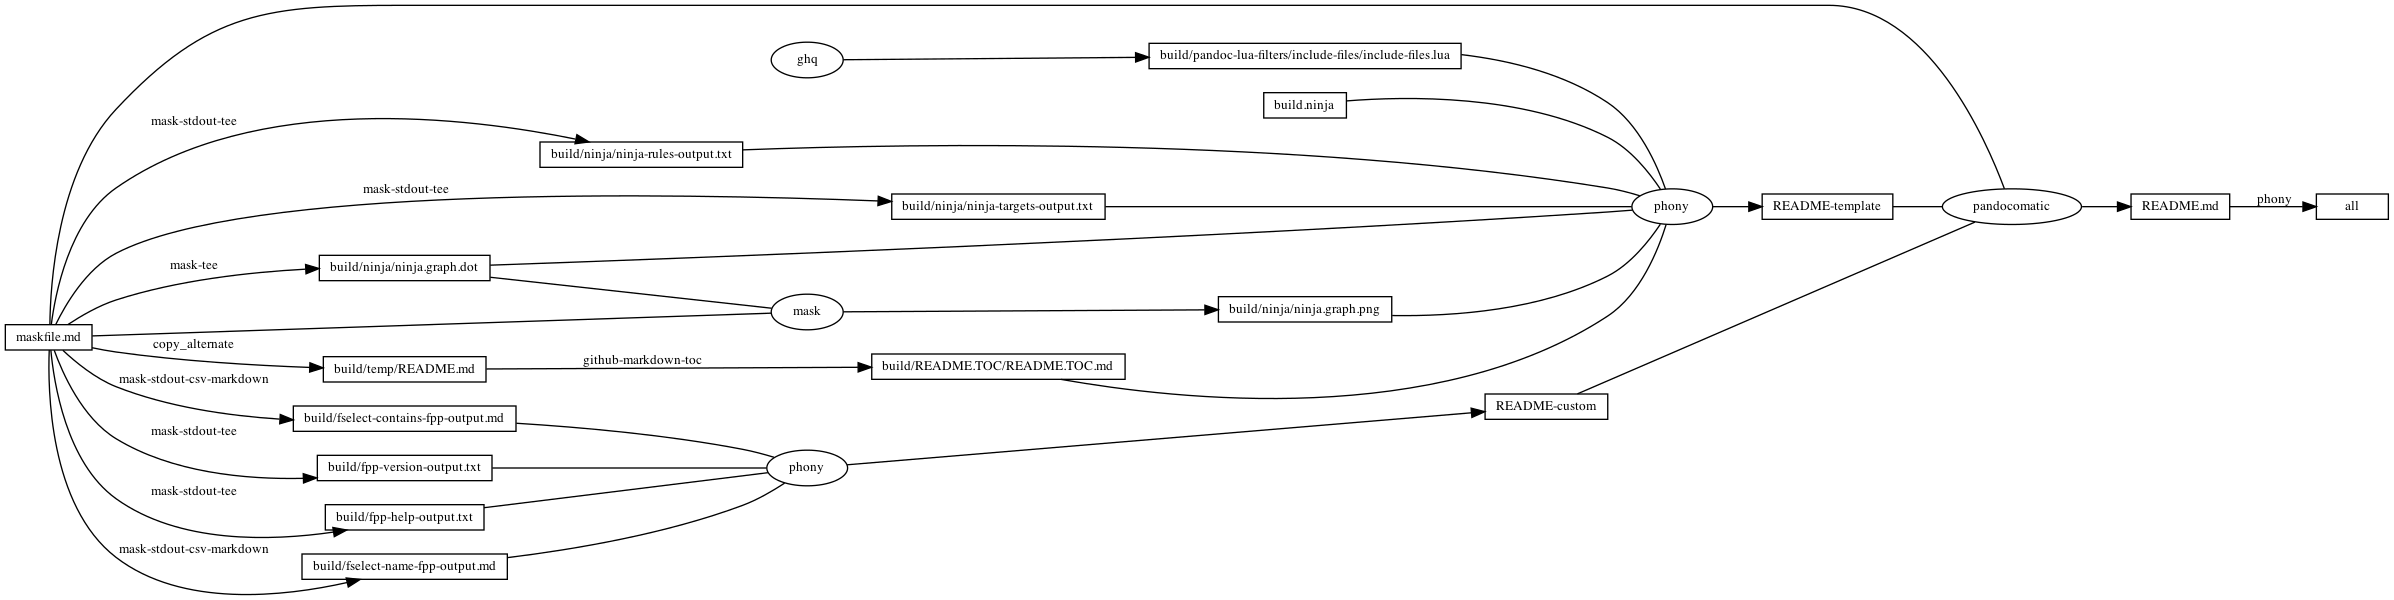 ghq
build/pandoc-lua-filters/include-files/include-files.lua
build.ninja
mask-stdout-tee
build/ninja/ninja-rules-output.txt
mask-stdout-tee
build/ninja/ninja-targets-output.txt
phony
README-template
pandocomatic
README.md
phony
all
mask-tee
build/ninja/ninja.graph.dot
mask
build/ninja/ninja.graph.png
maskfile.md
copy_alternate
build/temp/README.md
github-markdown-toc
build/README.TOC/README.TOC.md
mask-stdout-csv-markdown
build/fselect-contains-fpp-output.md
README-custom
mask-stdout-tee
build/fpp-version-output.txt
phony
mask-stdout-tee
build/fpp-help-output.txt
mask-stdout-csv-markdown
build/fselect-name-fpp-output.md